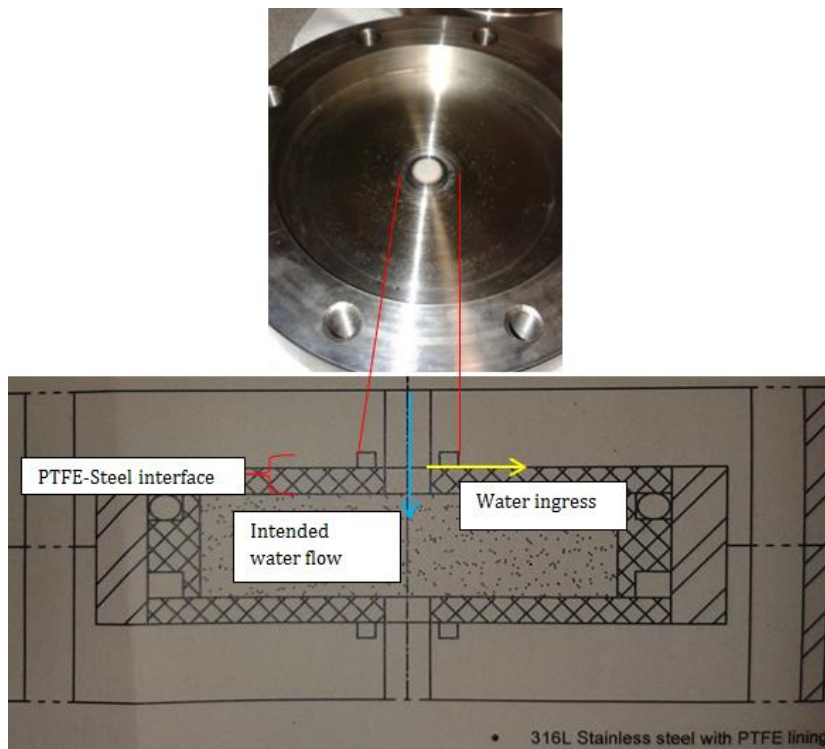 PTFE-Steel interface
Water ingress
Intended
water flow
• 316L Stainless steel with PTFE lining